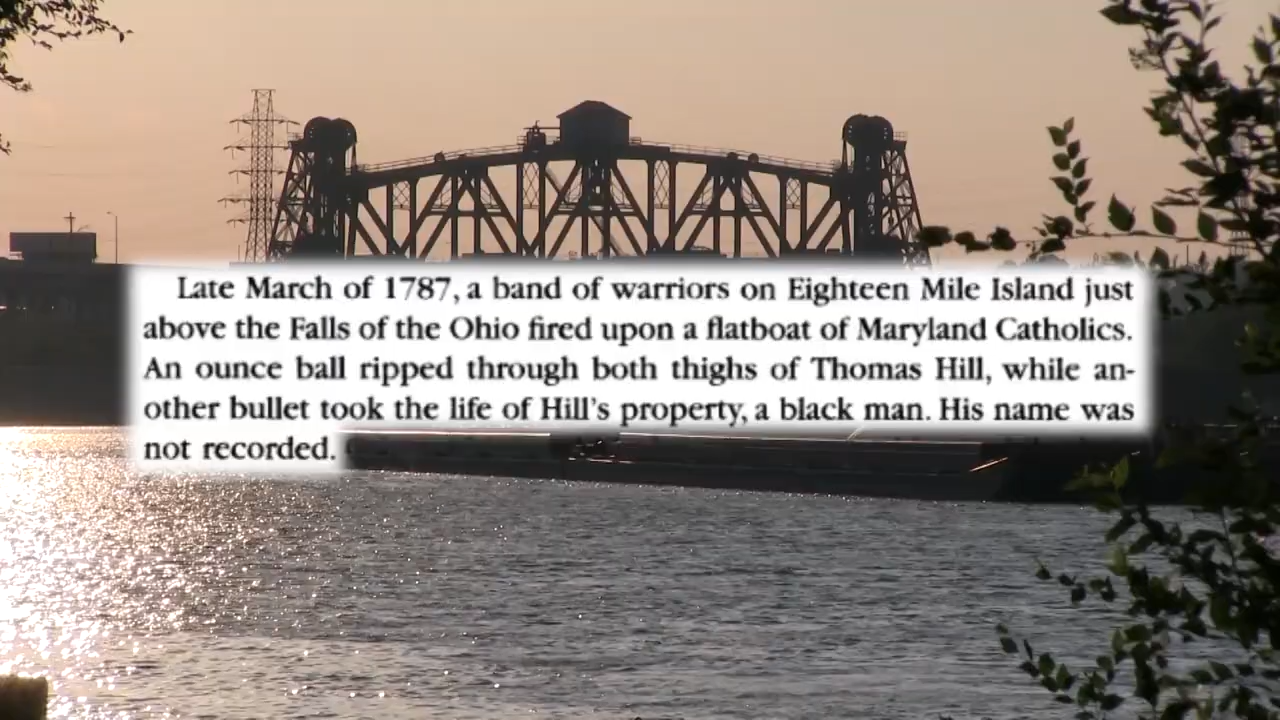 Late March of 1787, a band of warriors on Eighteen Mile Island just
above the Falls of the Ohio fired upon a flatboat of Maryland Catholics.
An ounce ball ripped through both thighs of Thomas Hill, while an-
other bullet took the life of Hill's property, a black man. His name was
not recorded.